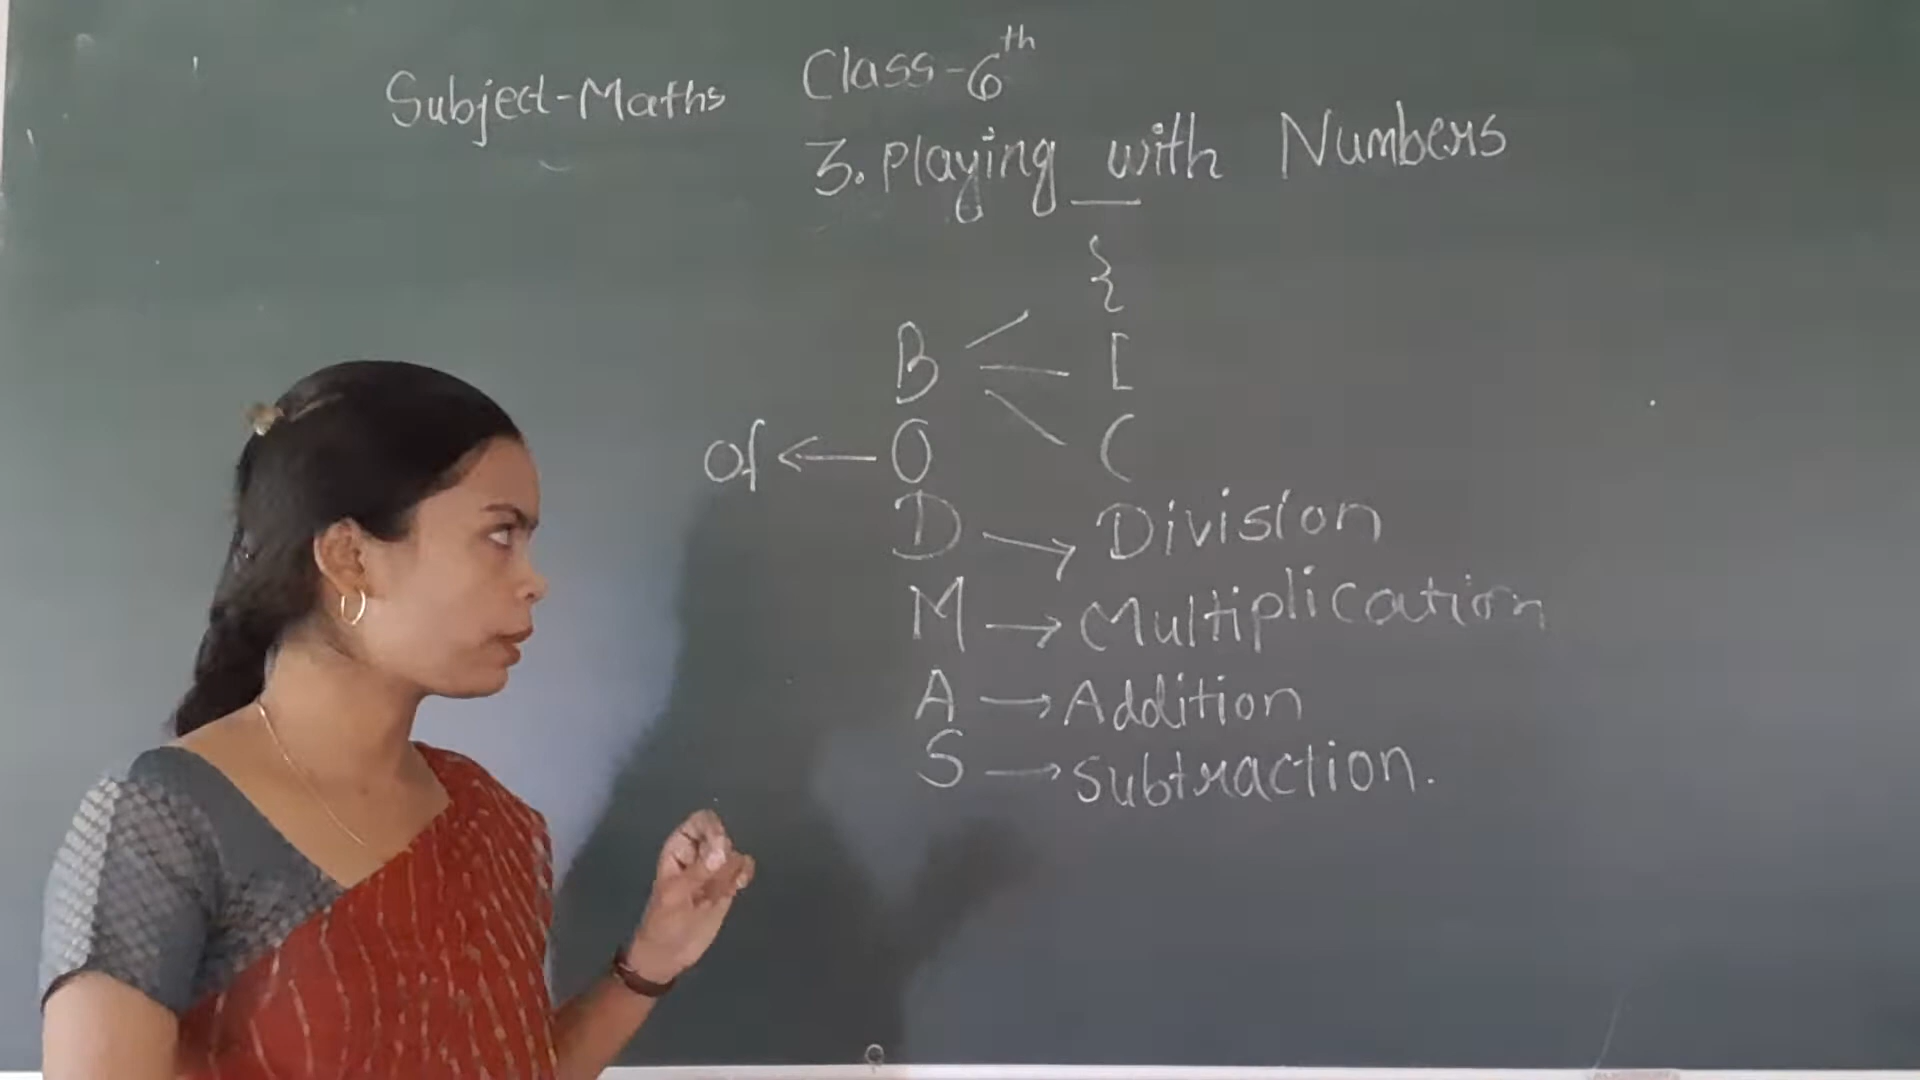 Subject-Maths Class-6th
3. Playing with Numbers
{
B [
of ← O (
D → Division
M → Multiplication
A → Addition
S → Subtraction.